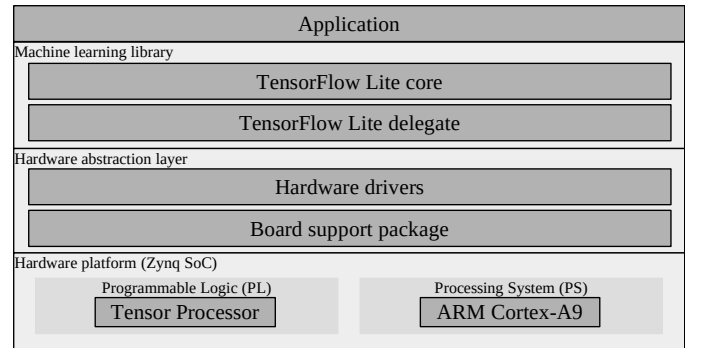 Application
Machine learning library
TensorFlow Lite core
TensorFlow Lite delegate
Hardware abstraction layer
Hardware drivers
Board support package
Hardware platform (Zynq SoC)
Programmable Logic (PL)
Tensor Processor
Processing System (PS)
ARM Cortex-A9